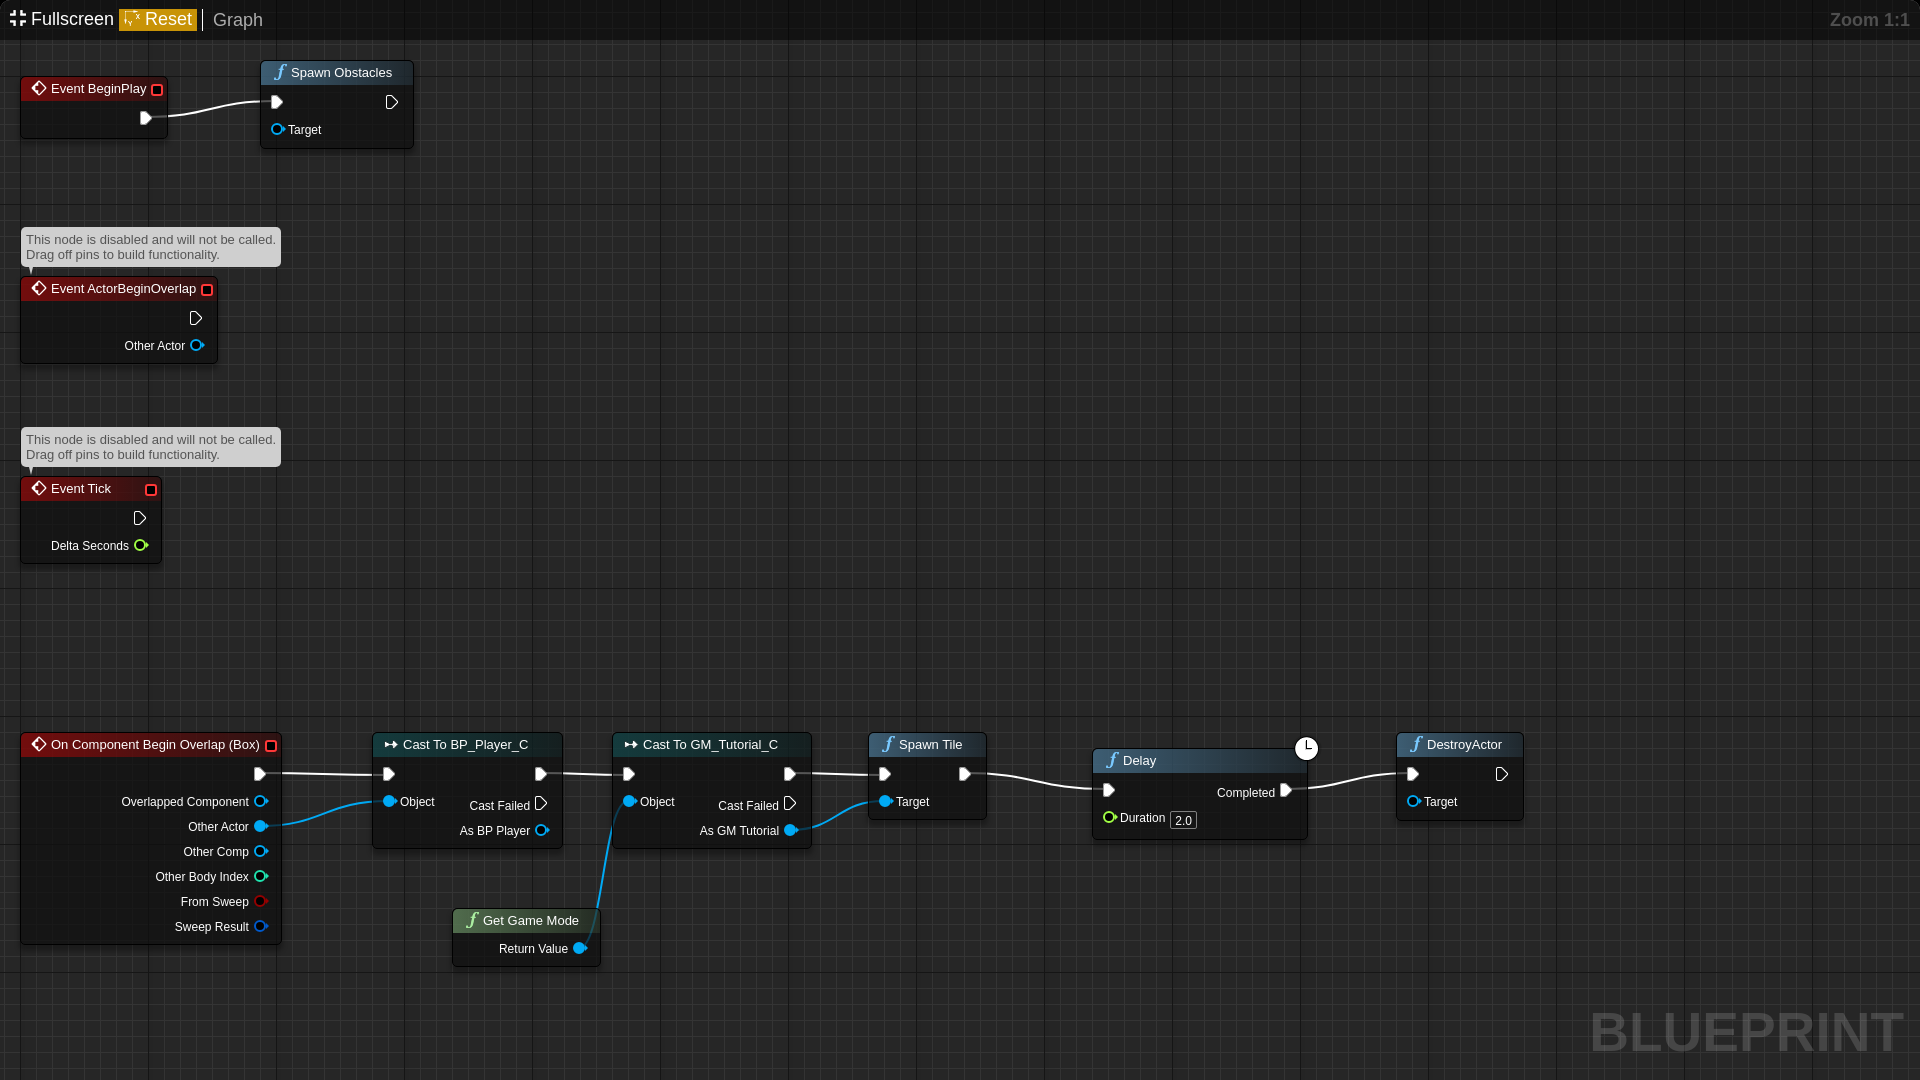 Fullscreen Reset Graph Zoom 1:1
Spawn Obstacles
Event BeginPlay
Target
This node is disabled and will not be called.
Drag off pins to build functionality.
Event ActorBeginOverlap
Other Actor
This node is disabled and will not be called.
Drag off pins to build functionality.
Event Tick
Delta Seconds
On Component Begin Overlap (Box)
Overlapped Component
Other Actor
Other Comp
Other Body Index
From Sweep
Sweep Result
Cast To BP_Player_C
Object
Cast Failed
As BP Player
Get Game Mode
Return Value
Cast To GM_Tutorial_C
Object
Cast Failed
As GM Tutorial
Spawn Tile
Target
Delay
Completed
Duration 2.0
DestroyActor
Target
BLUEPRINT